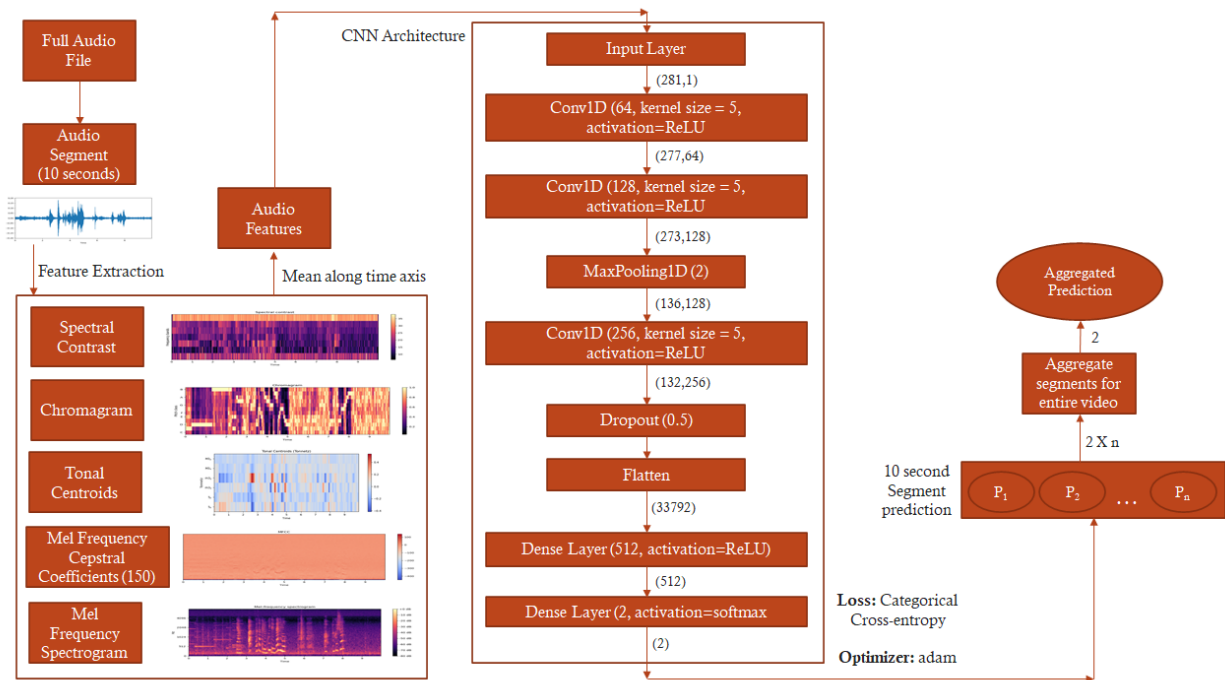 Full Audio
File
Audio
Segment
(10 seconds)
Feature Extraction
Spectral
Contrast
Chromagram
Tonal
Centroids
Mel Frequency
Cepstral
Coefficients (150)
Mel
Frequency
Spectrogram
Mean along time axis
Audio
Features
CNN Architecture
Input Layer
(281,1)
Conv1D (64, kernel size = 5,
activation=ReLU
(277,64)
Conv1D (128, kernel size = 5,
activation=ReLU
(273,128)
MaxPooling1D (2)
(136,128)
Conv1D (256, kernel size = 5,
activation=ReLU
(132,256)
Dropout (0.5)
Flatten
(33792)
Dense Layer (512, activation=ReLU)
(512)
Dense Layer (2, activation=softmax
(2)
Loss: Categorical
Cross-entropy
Optimizer: adam
10 second
Segment
prediction
P1
P2
...
Pn
2 X n
Aggregate
segments for
entire video
2
Aggregated
Prediction